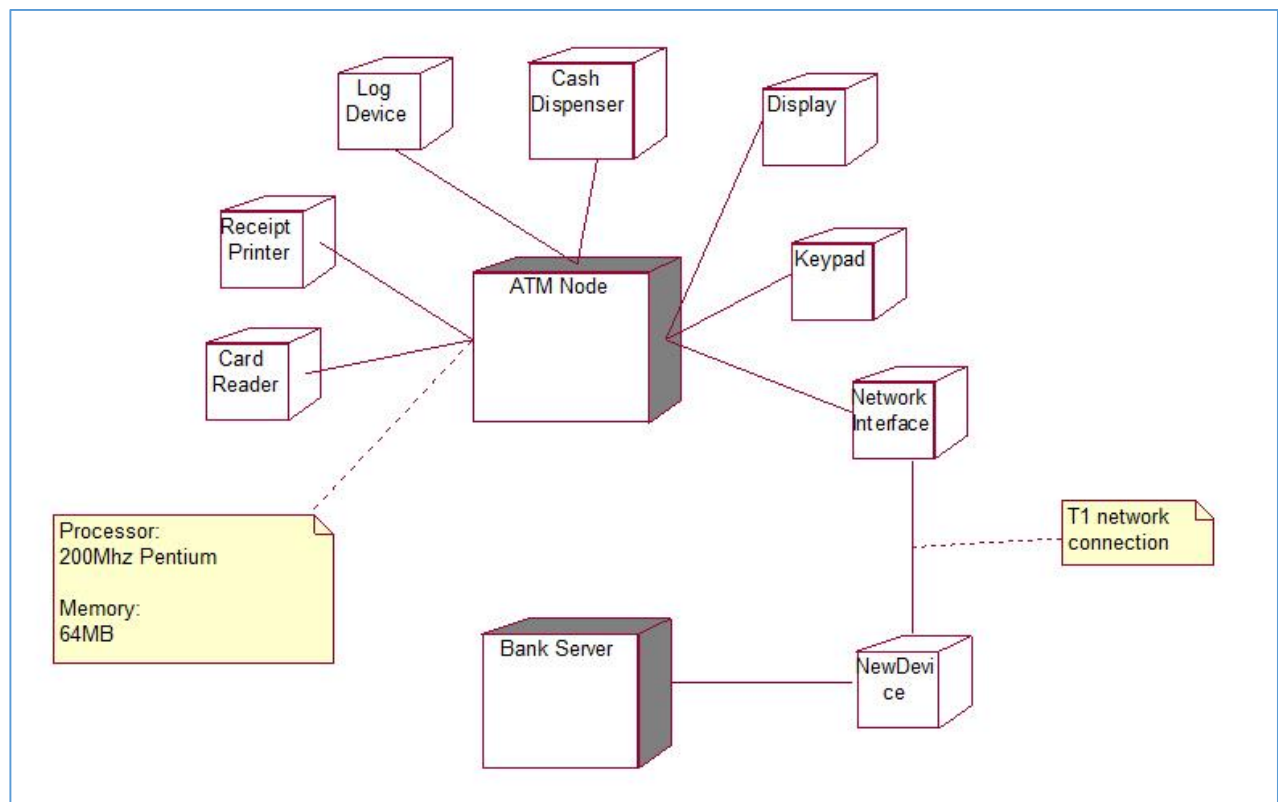 Log
Device
Cash
Dispenser
Display
Receipt
Printer
ATM Node
Keypad
Card
Reader
Network
Interface
Processor:
200Mhz Pentium
Memory:
64MB
T1 network
connection
Bank Server
NewDevi
ce